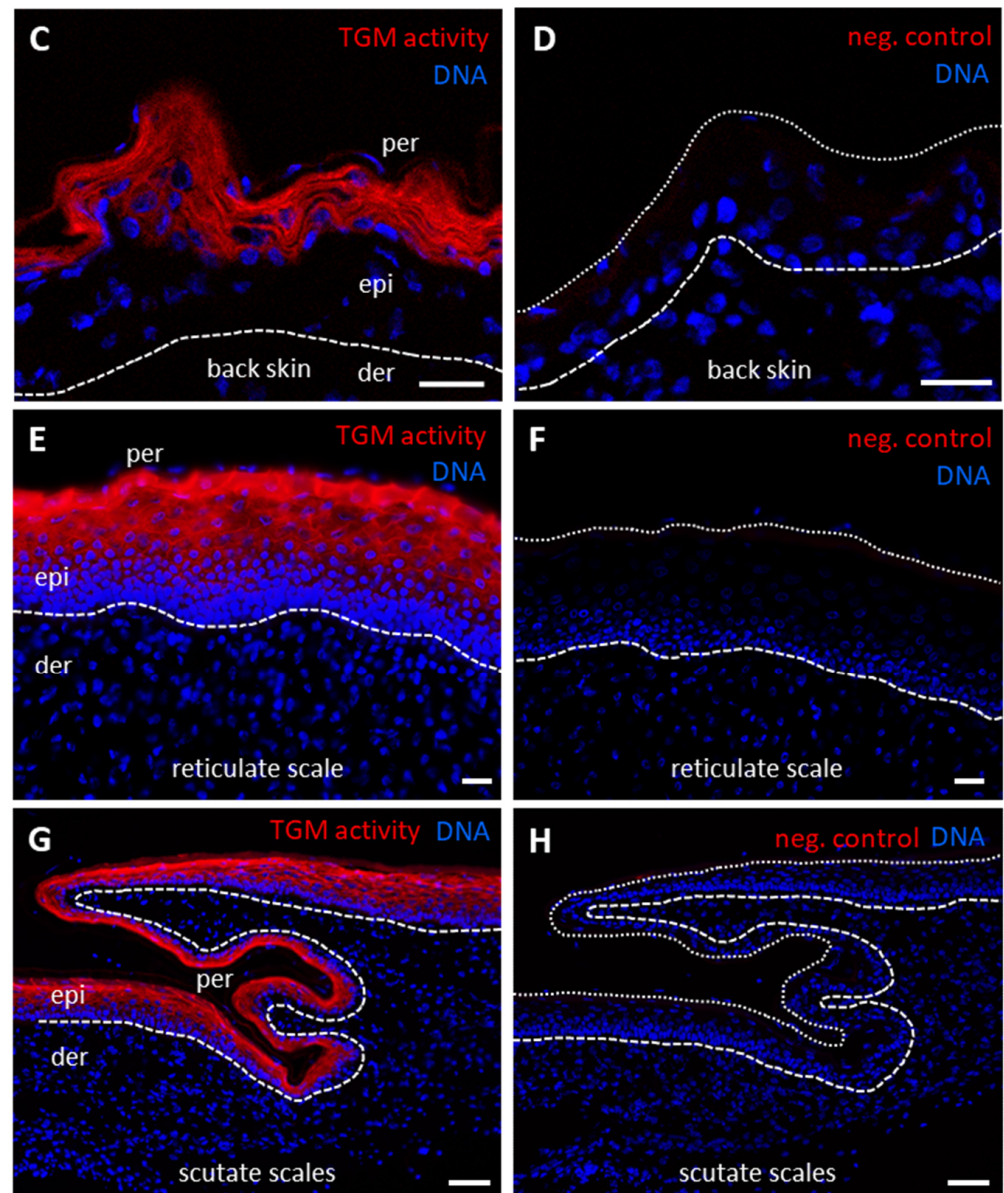 C
TGM activity
DNA
per
epi
back skin
der
D
neg. control
DNA
back skin
E
TGM activity
DNA
per
epi
der
reticulate scale
F
neg. control
DNA
reticulate scale
G
TGM activity DNA
per
epi
der
scutate scales
H
neg. control DNA
scutate scales